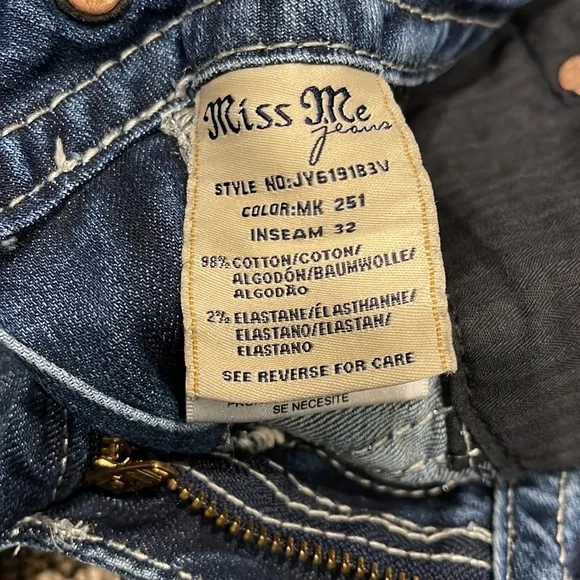 Miss Me
jeans
STYLE NO:JY6191B3V
COLOR:MK 251
INSEAM 32
98% COTTON/COTON/
ALGODÓN/BAUMWOLLE/
ALGODÃO
2% ELASTANE/ÉLASTHANNE/
ELASTANO/ELASTAN/
ELASTANO
SEE REVERSE FOR CARE
SE NECESITE